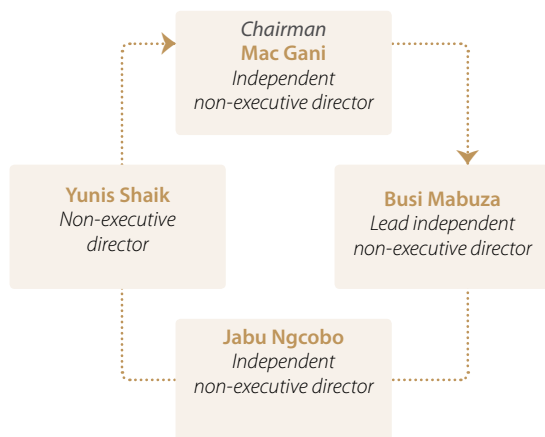 Chairman
Mac Gani
Independent
non-executive director
Yunis Shaik
Non-executive
director
Busi Mabuza
Lead independent
non-executive director
Jabu Ngcobo
Independent
non-executive director